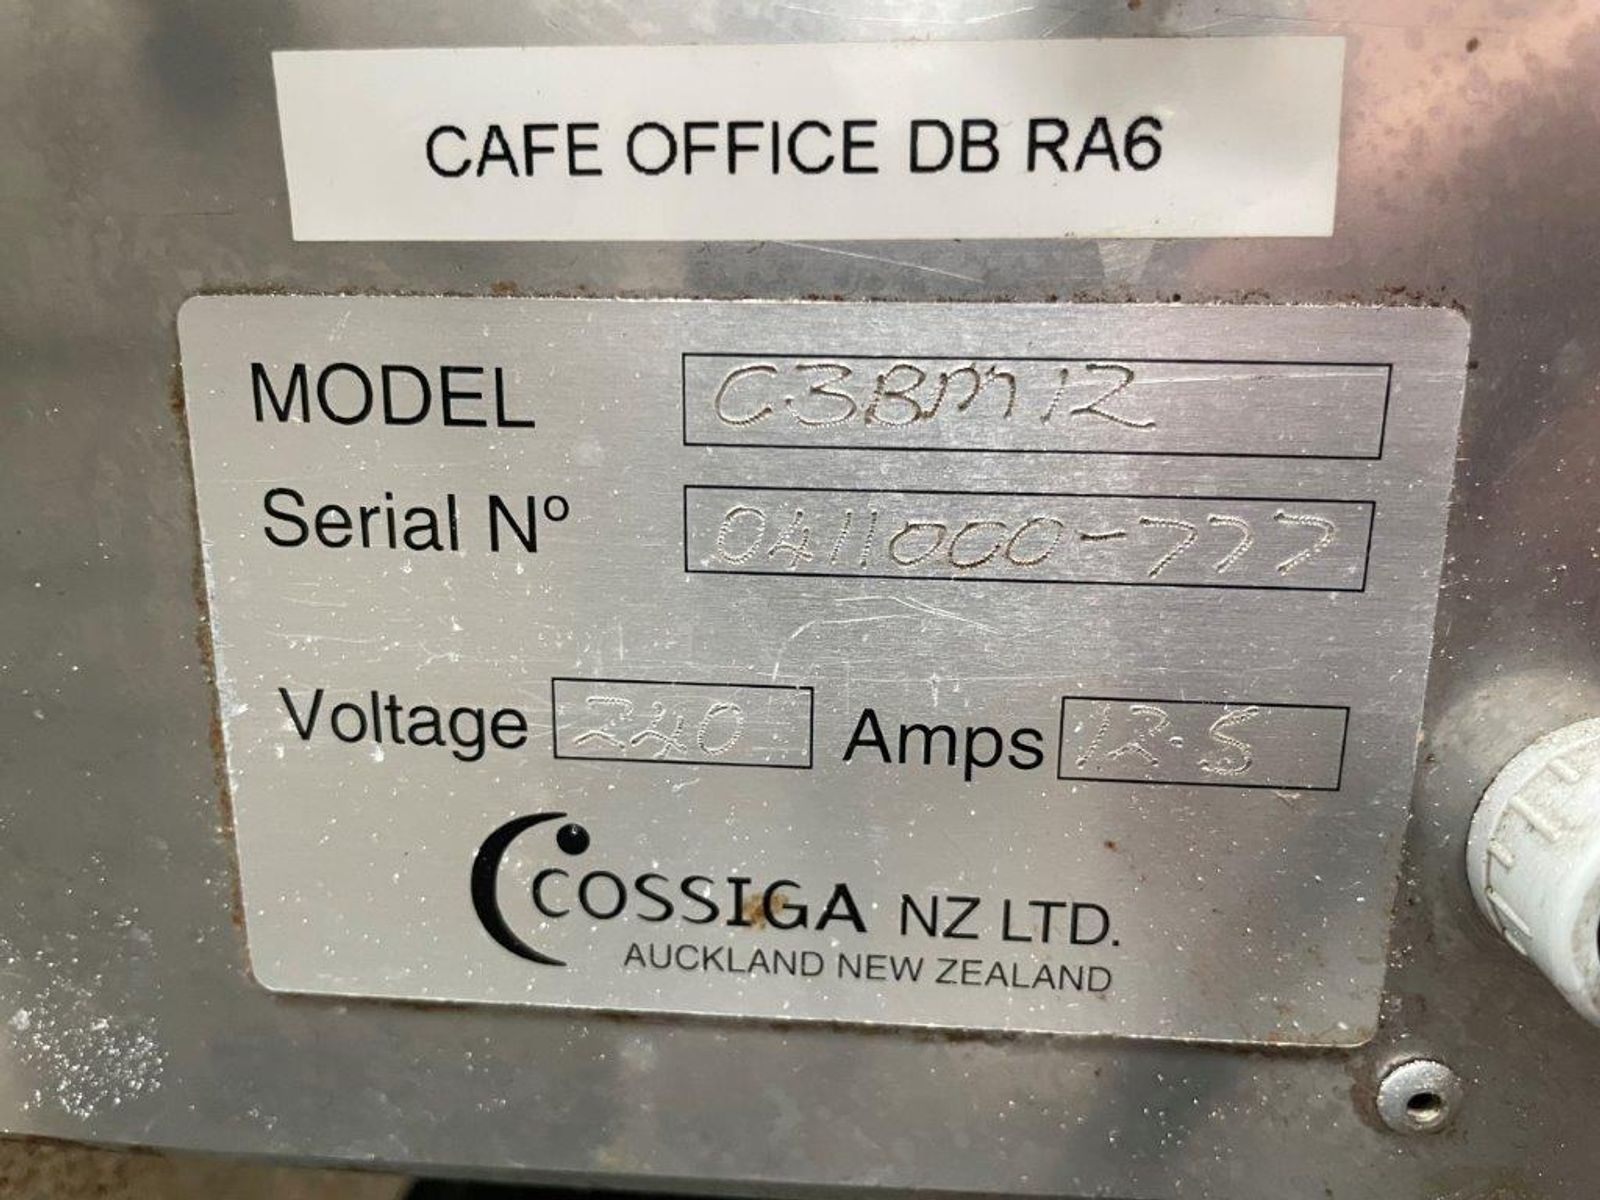 CAFE OFFICE DB RA6
MODEL C3BM12
Serial Nº 0411000-777
Voltage 240 Amps 12.5
COSSIGA NZ LTD.
AUCKLAND NEW ZEALAND